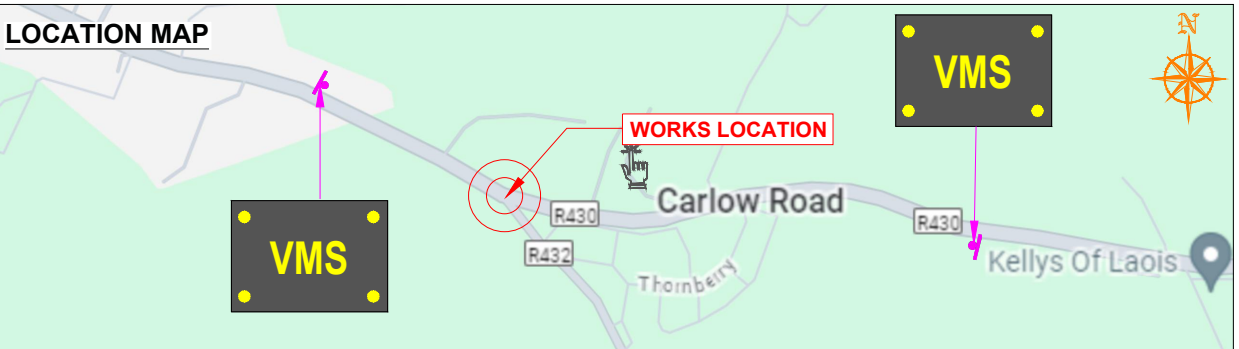 LOCATION MAP
VMS
N
WORKS LOCATION
Carlow Road
R430
R430
VMS
R432
Kellys Of Laois
Thornberry